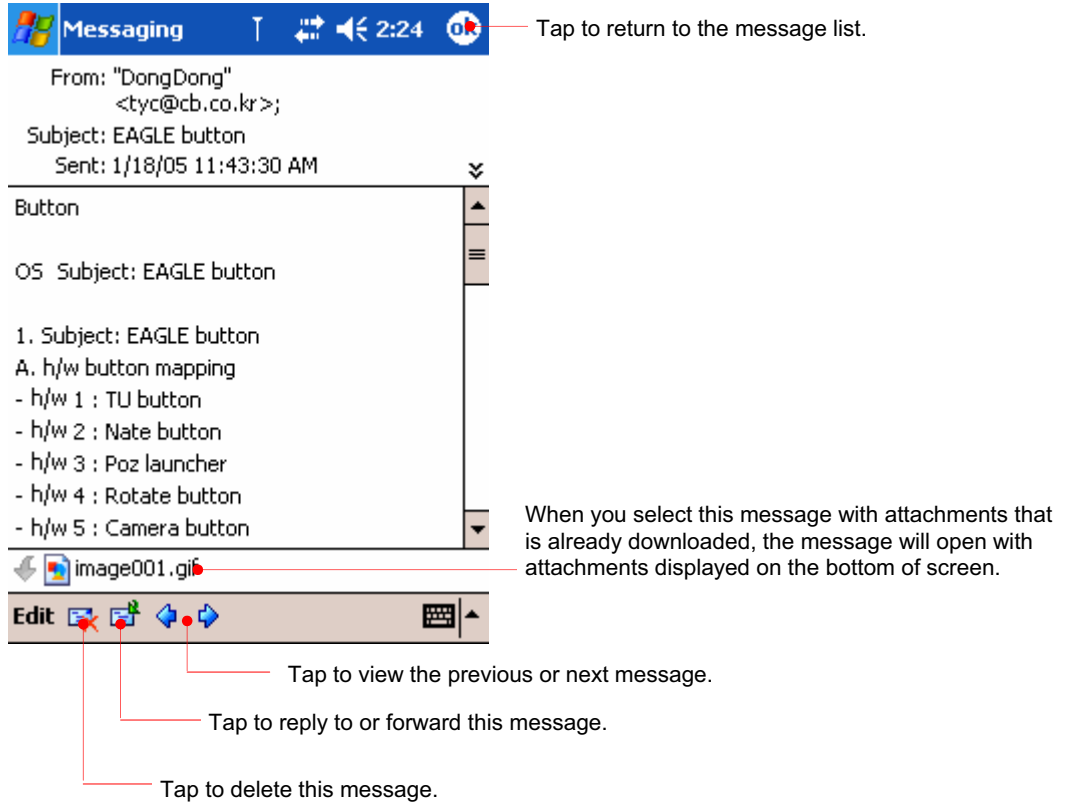 Messaging 2:24 ok
Tap to return to the message list.
From: "DongDong"
<tyc@cb.co.kr>;
Subject: EAGLE button
Sent: 1/18/05 11:43:30 AM
Button
OS Subject: EAGLE button
1. Subject: EAGLE button
A. h/w button mapping
- h/w 1 : TU button
- h/w 2 : Nate button
- h/w 3 : Poz launcher
- h/w 4 : Rotate button
- h/w 5 : Camera button
When you select this message with attachments that
is already downloaded, the message will open with
attachments displayed on the bottom of screen.
image001.gif
Edit
Tap to view the previous or next message.
Tap to reply to or forward this message.
Tap to delete this message.